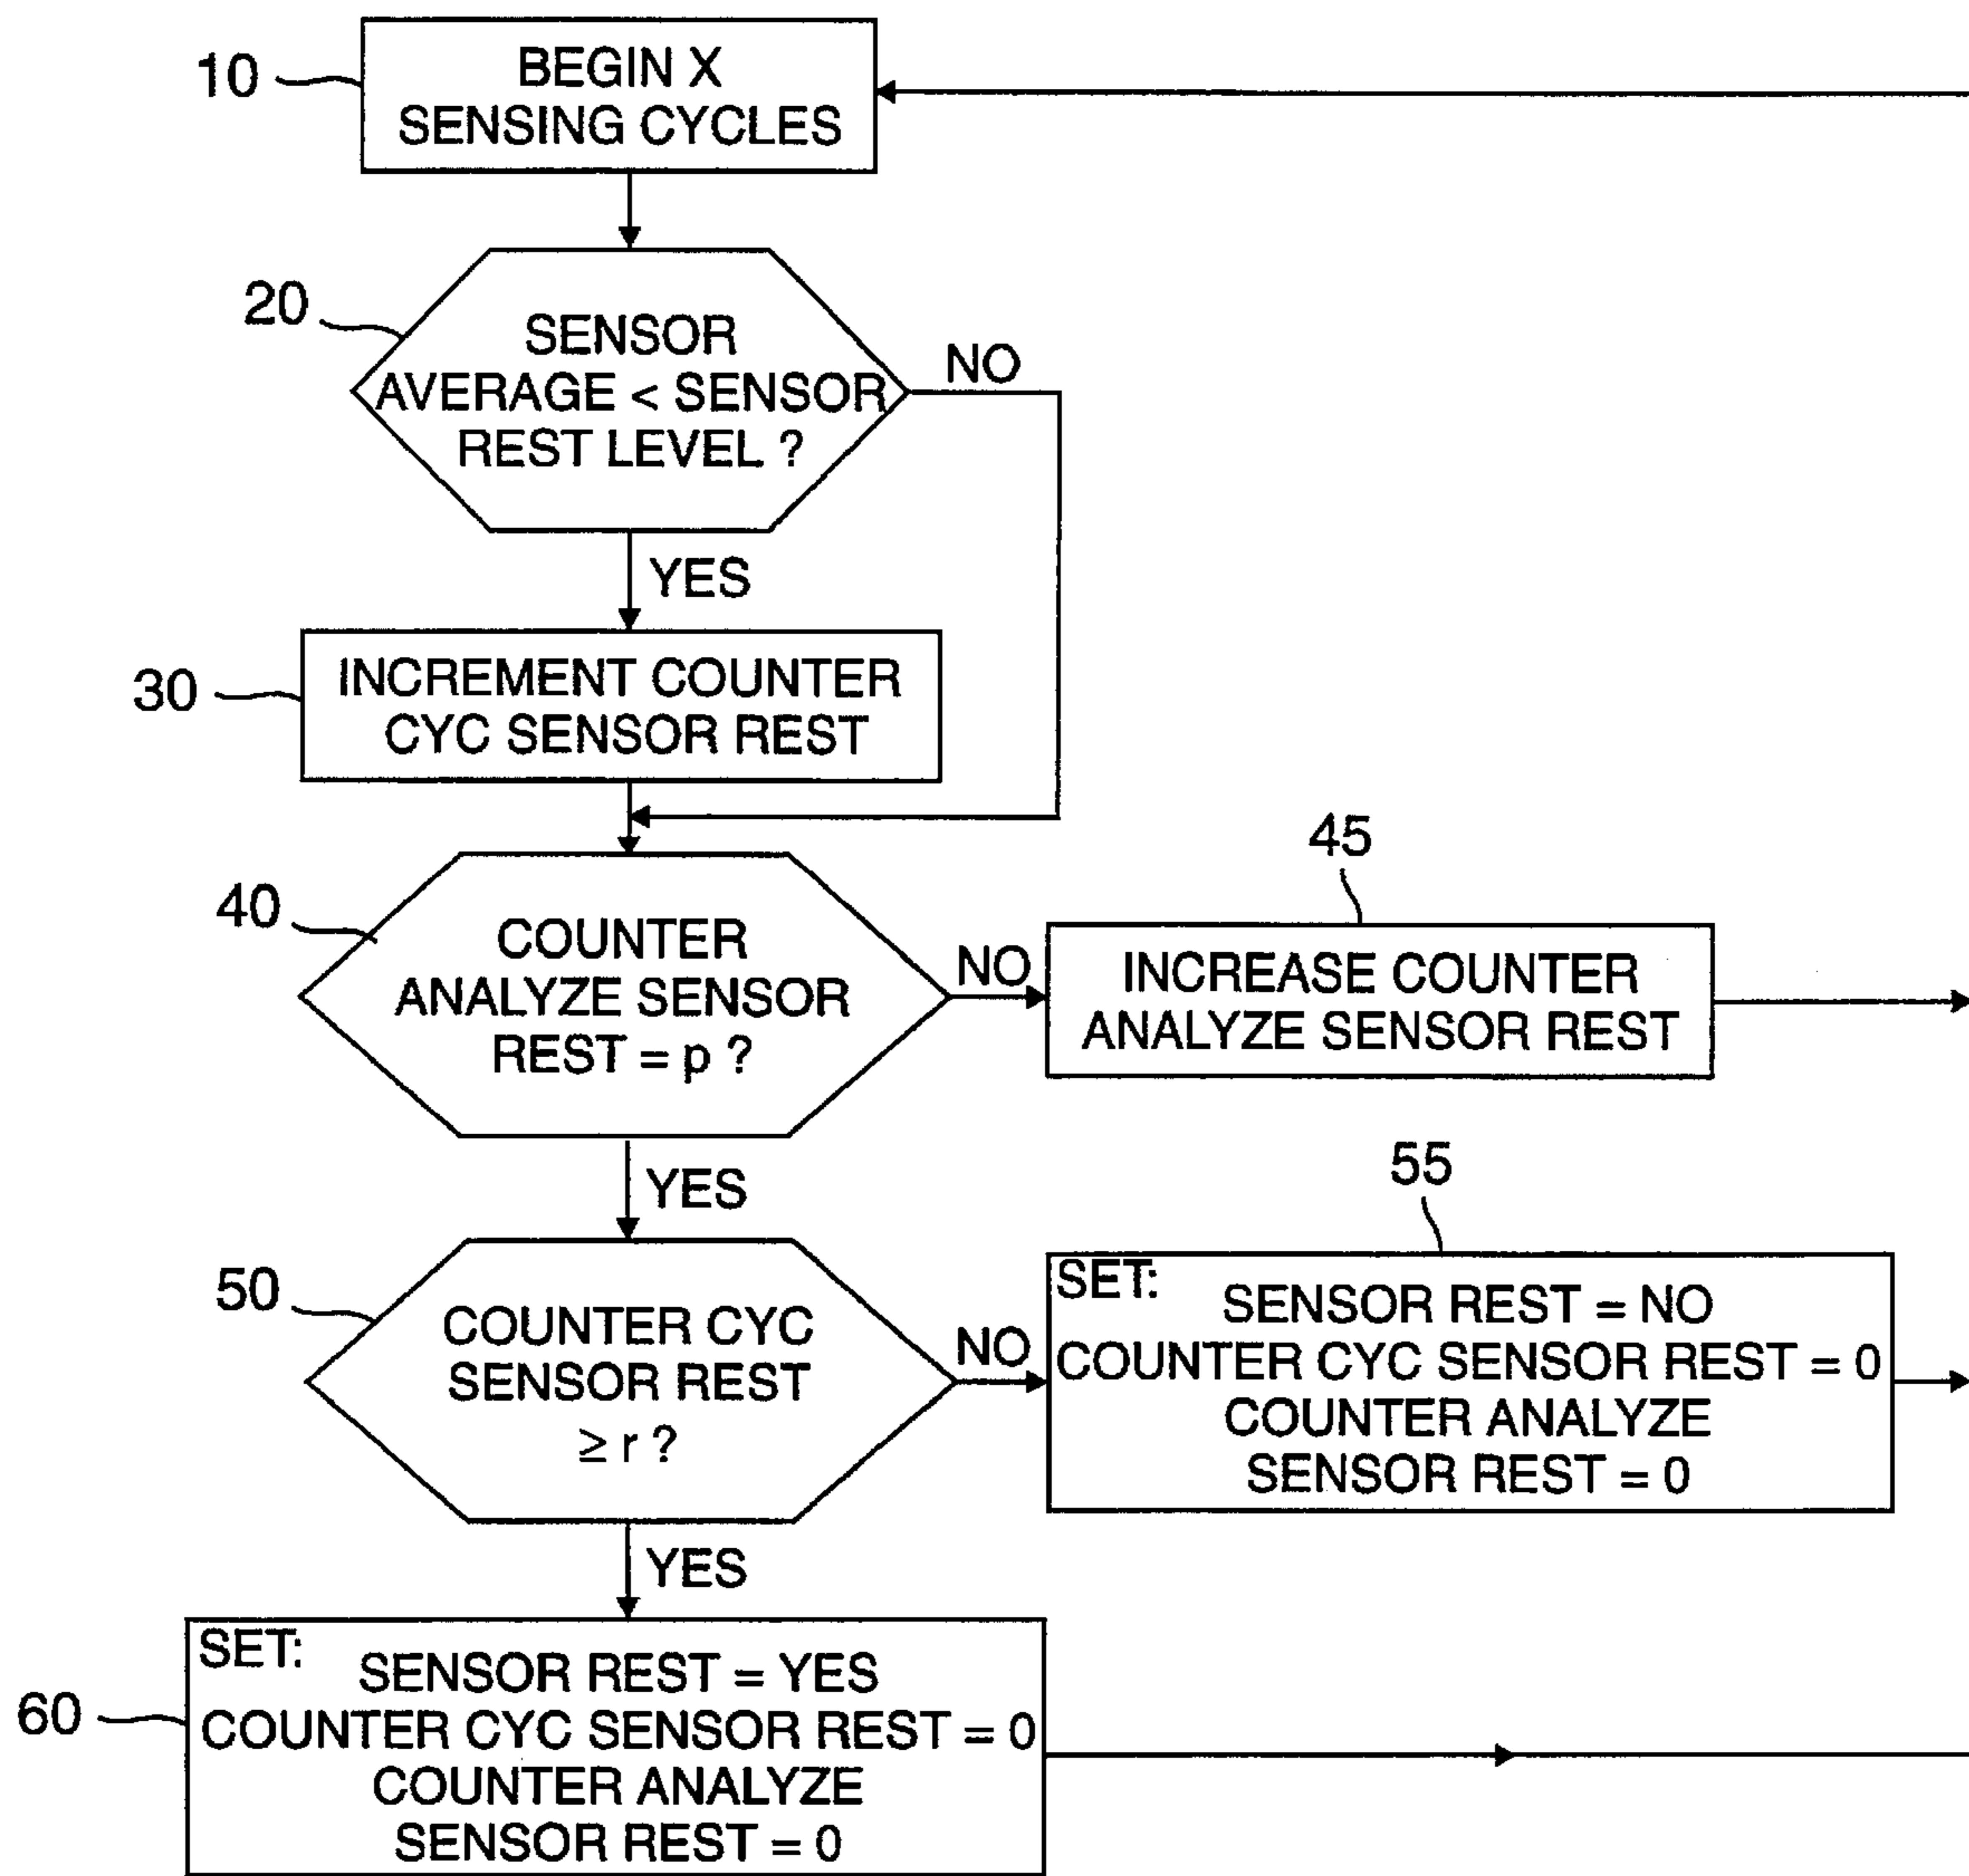 10
BEGIN X
SENSING CYCLES
20
SENSOR
AVERAGE < SENSOR
REST LEVEL ?
NO
YES
30
INCREMENT COUNTER
CYC SENSOR REST
40
COUNTER
ANALYZE SENSOR
REST = p ?
NO
45
INCREASE COUNTER
ANALYZE SENSOR REST
YES
50
COUNTER CYC
SENSOR REST
≥ r ?
NO
55
SET:
SENSOR REST = NO
COUNTER CYC SENSOR REST = 0
COUNTER ANALYZE
SENSOR REST = 0
YES
60
SET:
SENSOR REST = YES
COUNTER CYC SENSOR REST = 0
COUNTER ANALYZE
SENSOR REST = 0